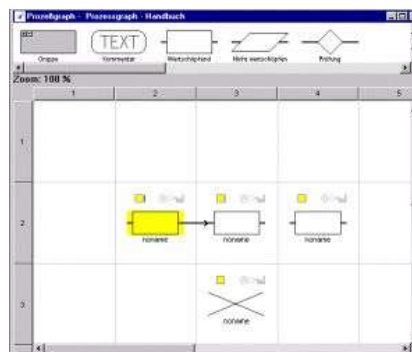 Prozeßgraph - Prozessgraph - Handbuch
TEXT
Gruppe Kommentar Wertschöpfend Nicht wertschöpfen Prüfung
Zoom: 100 %
1 2 3 4 5
1
2
noname noname noname
3
noname